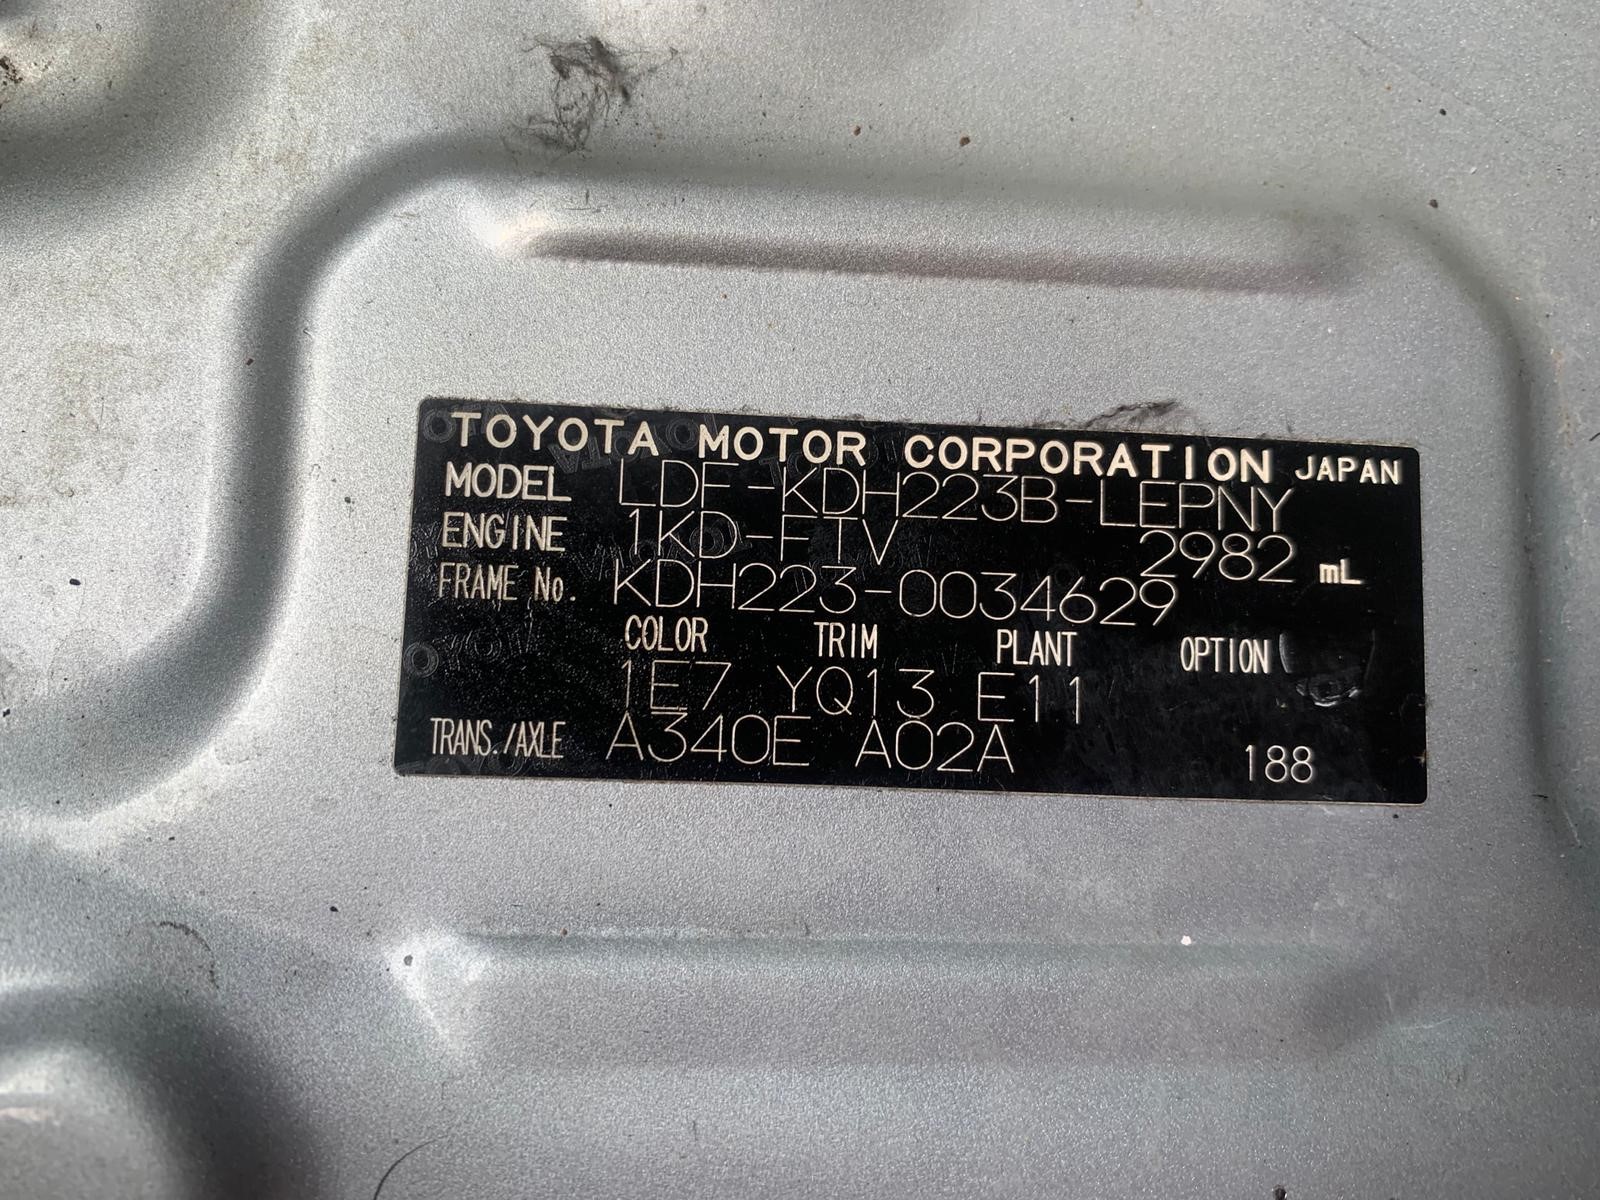 TOYOTA MOTOR CORPORATION JAPAN
MODEL LDF-KDH223B-LEPNY
ENGINE 1KD-FTV 2982 mL
FRAME No. KDH223-0034629
COLOR TRIM PLANT OPTION
1E7 YQ13 E11
TRANS./AXLE A340E A02A 188